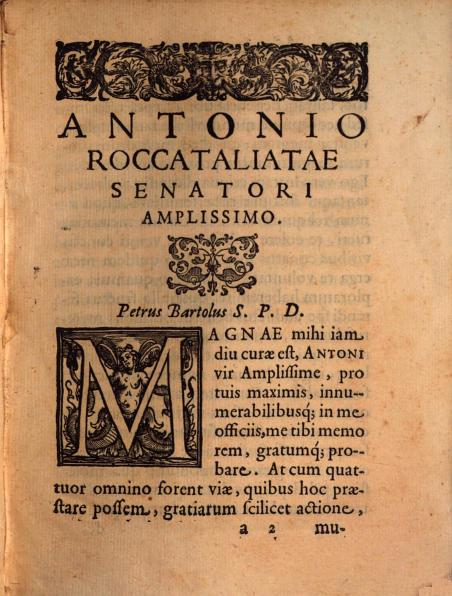 ANTONIO
ROCCATALIATAE
SENATORI
AMPLISSIMO.
Petrus Bartolus S. P. D.
MAGNAE mihi iam
diu curæ est, ANTONI
vir Ampliſſime, pro
tuis maximis, innu-
merabilibusq́; in me
officiis, me tibi memo
rem, gratumq́; pro-
bare. At cum quat-
tuor omnino forent viæ, quibus hoc præ-
ſtare poſſem, gratiarum ſcilicet actione,
a 2 mu-